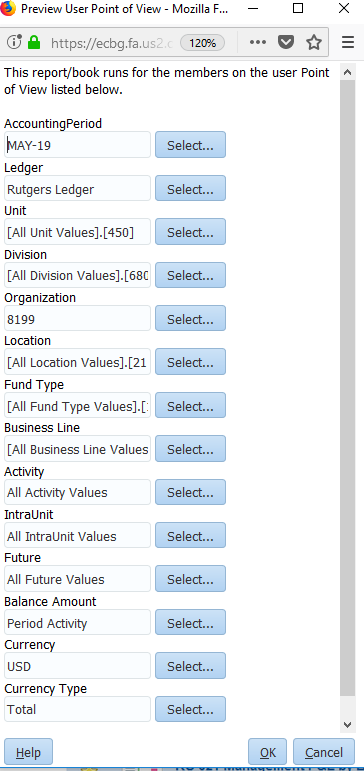 Preview User Point of View - Mozilla F...
https://ecbg.fa.us2.c
120%
This report/book runs for the members on the user Point
of View listed below.
AccountingPeriod
MAY-19 Select...
Ledger
Rutgers Ledger Select...
Unit
[All Unit Values].[450] Select...
Division
[All Division Values].[680 Select...
Organization
8199 Select...
Location
[All Location Values].[21 Select...
Fund Type
[All Fund Type Values].[ Select...
Business Line
[All Business Line Values Select...
Activity
All Activity Values Select...
IntraUnit
All IntraUnit Values Select...
Future
All Future Values Select...
Balance Amount
Period Activity Select...
Currency
USD Select...
Currency Type
Total Select...
Help OK Cancel